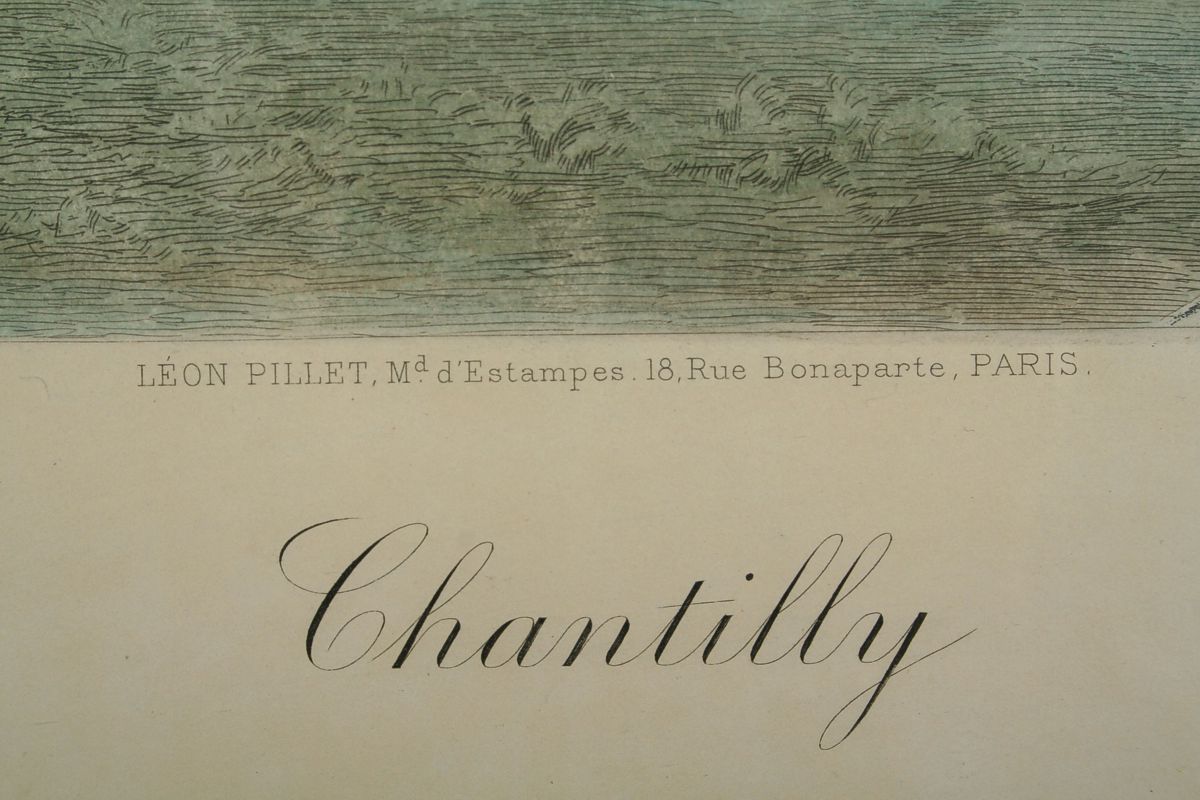 LÉON PILLET, Md. d'Estampes. 18, Rue Bonaparte, PARIS.
Chantilly